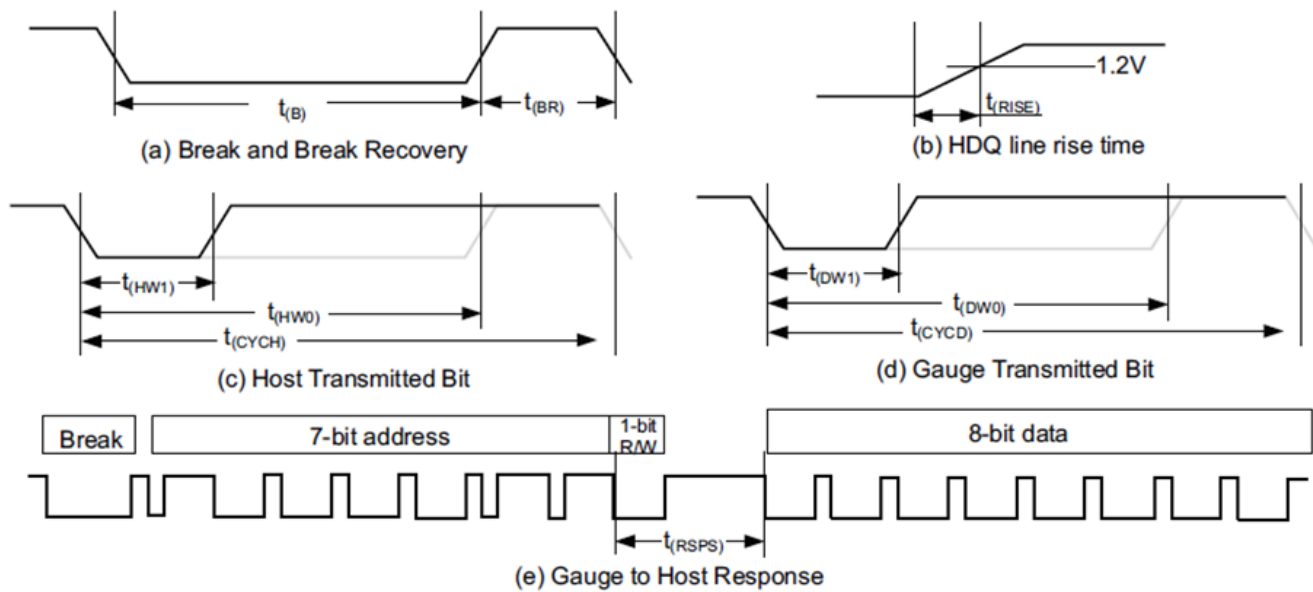 t(B)
t(BR)
(a) Break and Break Recovery
1.2V
t(RISE)
(b) HDQ line rise time
t(HW1)
t(HW0)
t(CYCH)
(c) Host Transmitted Bit
t(DW1)
t(DW0)
t(CYCD)
(d) Gauge Transmitted Bit
Break
7-bit address
1-bit
R/W
8-bit data
t(RSPS)
(e) Gauge to Host Response